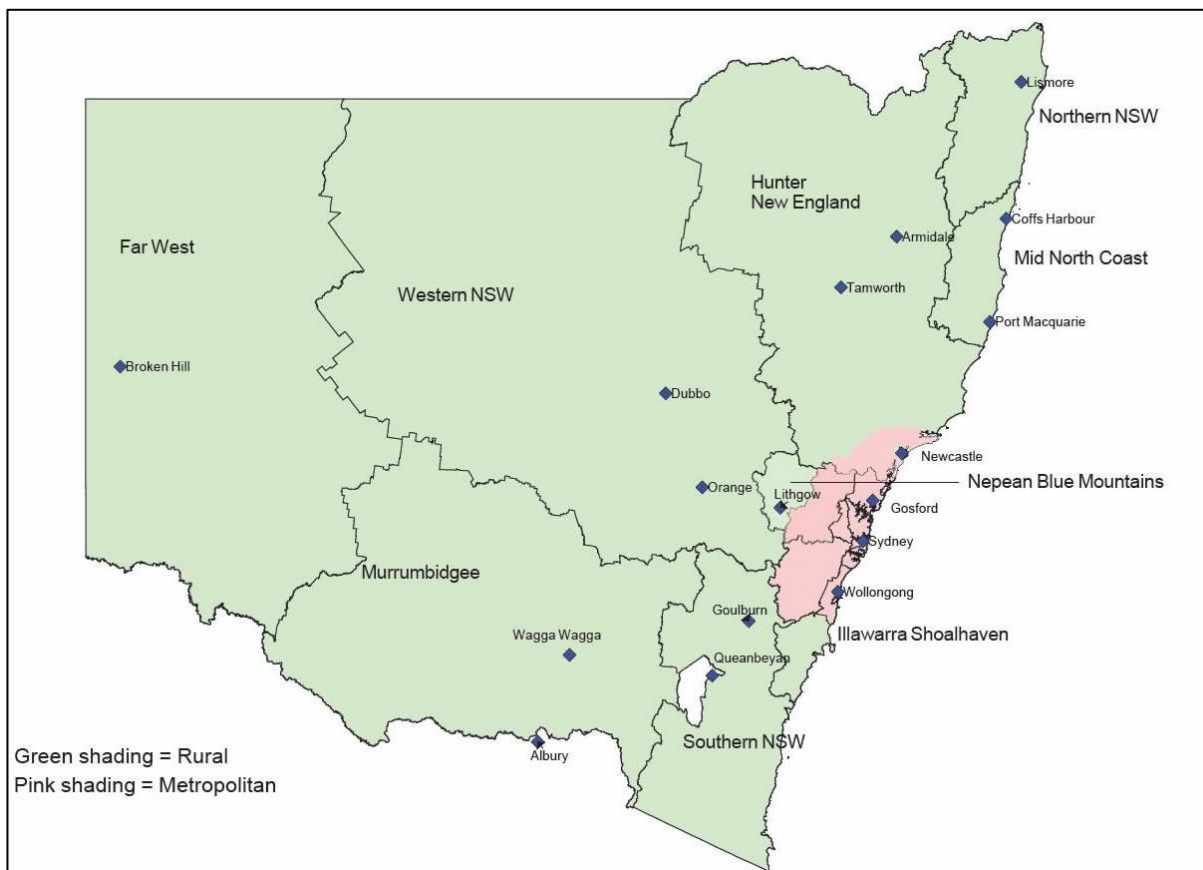 Lismore
Northern NSW
Hunter
New England
Coffs Harbour
Armidale
Far West
Mid North Coast
Western NSW
Tamworth
Port Macquarie
Broken Hill
Dubbo
Newcastle
Nepean Blue Mountains
Orange
Lithgow
Gosford
Sydney
Murrumbidgee
Wollongong
Goulburn
Illawarra Shoalhaven
Wagga Wagga
Queanbeyan
Southern NSW
Albury
Green shading = Rural
Pink shading = Metropolitan